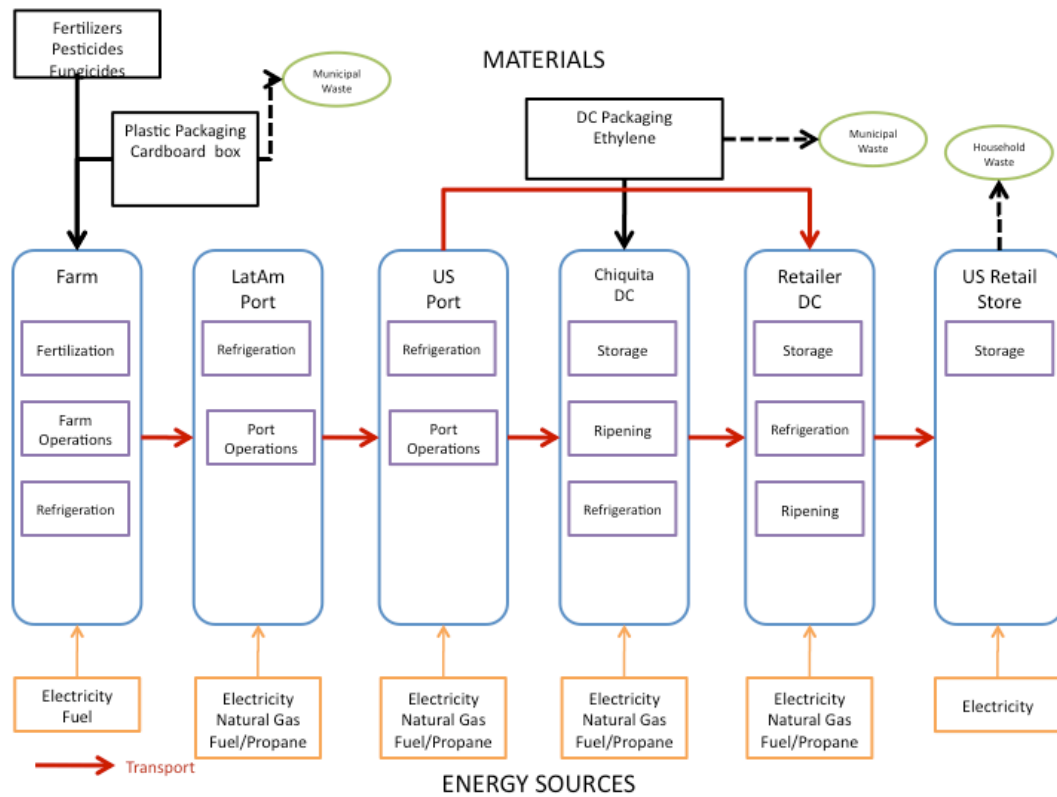 Fertilizers
Pesticides
Fungicides
MATERIALS
Municipal
Waste
Plastic Packaging
Cardboard box
DC Packaging
Ethylene
Municipal
Waste
Household
Waste
Farm
Fertilization
Farm
Operations
Refrigeration
LatAm
Port
Refrigeration
Port
Operations
US
Port
Refrigeration
Port
Operations
Chiquita
DC
Storage
Ripening
Refrigeration
Retailer
DC
Storage
Refrigeration
Ripening
US Retail
Store
Storage
Electricity
Fuel
Electricity
Natural Gas
Fuel/Propane
Electricity
Natural Gas
Fuel/Propane
Electricity
Natural Gas
Fuel/Propane
Electricity
Natural Gas
Fuel/Propane
Electricity
Transport
ENERGY SOURCES